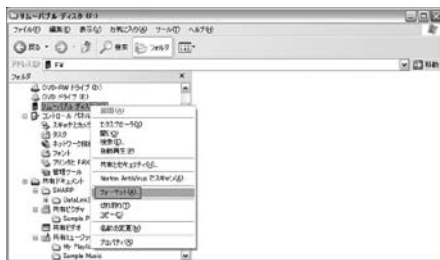 リムーバブル ディスク (F:)
ファイル(F) 編集(E) 表示(V) お気に入り(A) ツール(T) ヘルプ(H)
戻る 検索 フォルダ
アドレス(D) F:¥ 移動
フォルダ
DVD-RAM ドライブ (D:)
DVD ドライブ (E:)
リムーバブル ディスク
コントロール パネル
スキャナとカメラ
タスク
ネットワーク接続
フォント
プリンタと FAX
管理ツール
共有ドキュメント
SHARP
DataLink
共有ピクチャ
Sample P
共有ビデオ
共有ミュージック
My Playlis
Sample Music
展開(A)
エクスプローラ(X)
開く(O)
検索(E)...
自動再生(P)
共有とセキュリティ(H)...
Norton AntiVirus でスキャン(A)
フォーマット(A)...
切り取り(T)
コピー(C)
名前の変更(M)
プロパティ(R)